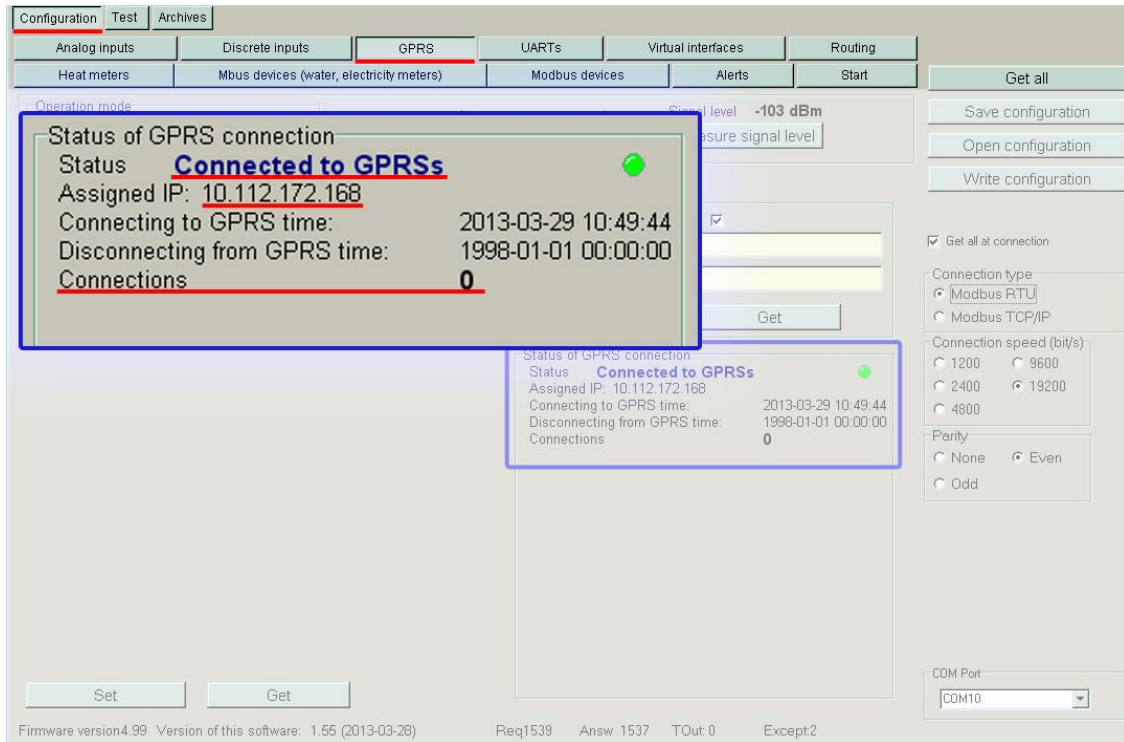 Configuration Test Archives
Analog inputs Discrete inputs GPRS UARTs Virtual interfaces Routing
Heat meters Mbus devices (water, electricity meters) Modbus devices Alerts Start
Get all
Save configuration
Open configuration
Write configuration
Operation mode
Signal level -103 dBm
asure signal level
Status of GPRS connection
Status Connected to GPRSs
Assigned IP: 10.112.172.168
Connecting to GPRS time: 2013-03-29 10:49:44
Disconnecting from GPRS time: 1998-01-01 00:00:00
Connections 0
Get
Status of GPRS connection
Status Connected to GPRSs
Assigned IP: 10.112.172.168
Connecting to GPRS time: 2013-03-29 10:49:44
Disconnecting from GPRS time: 1998-01-01 00:00:00
Connections 0
Get all at connection
Connection type
Modbus RTU
Modbus TCP/IP
Connection speed (bit/s)
1200 9600
2400 19200
4800
Parity
None Even
Odd
COM Port
COM10
Set Get
Firmware version4.99 Version of this software: 1.55 (2013-03-28) Req1539 Answ 1537 TOut: 0 Except:2